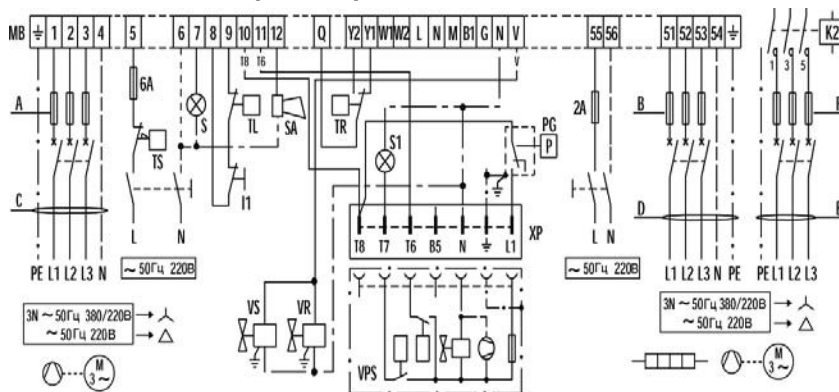 MB 1 2 3 4 5 6 7 8 9 10 11 12 Q Y2 Y1 W1 W2 L N M B1 G N V 55 56 51 52 53 54 K2
T8 T6 V 1 3 5
A 6A S TL SA TR 2A B
TS S1 PG P
I1
C D
L N XP L N
T8 T7 T6 B5 N L1
PE L1 L2 L3 N ~ 50Гц 220В ~ 50Гц 220В L1 L2 L3 N PE PE L1 L2 L3
3N ~ 50Гц 380/220В
~ 50Гц 220В
VS VR
3N ~ 50Гц 380/220В
~ 50Гц 220В
VPS
M
3 ~
M
3 ~